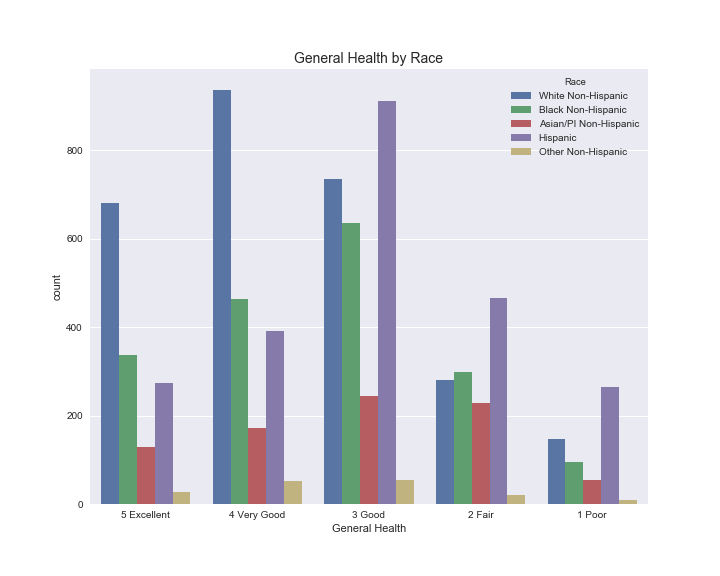 General Health by Race
Race
White Non-Hispanic
Black Non-Hispanic
Asian/PI Non-Hispanic
Hispanic
Other Non-Hispanic
800
600
400
200
0
count
5 Excellent
4 Very Good
3 Good
2 Fair
1 Poor
General Health